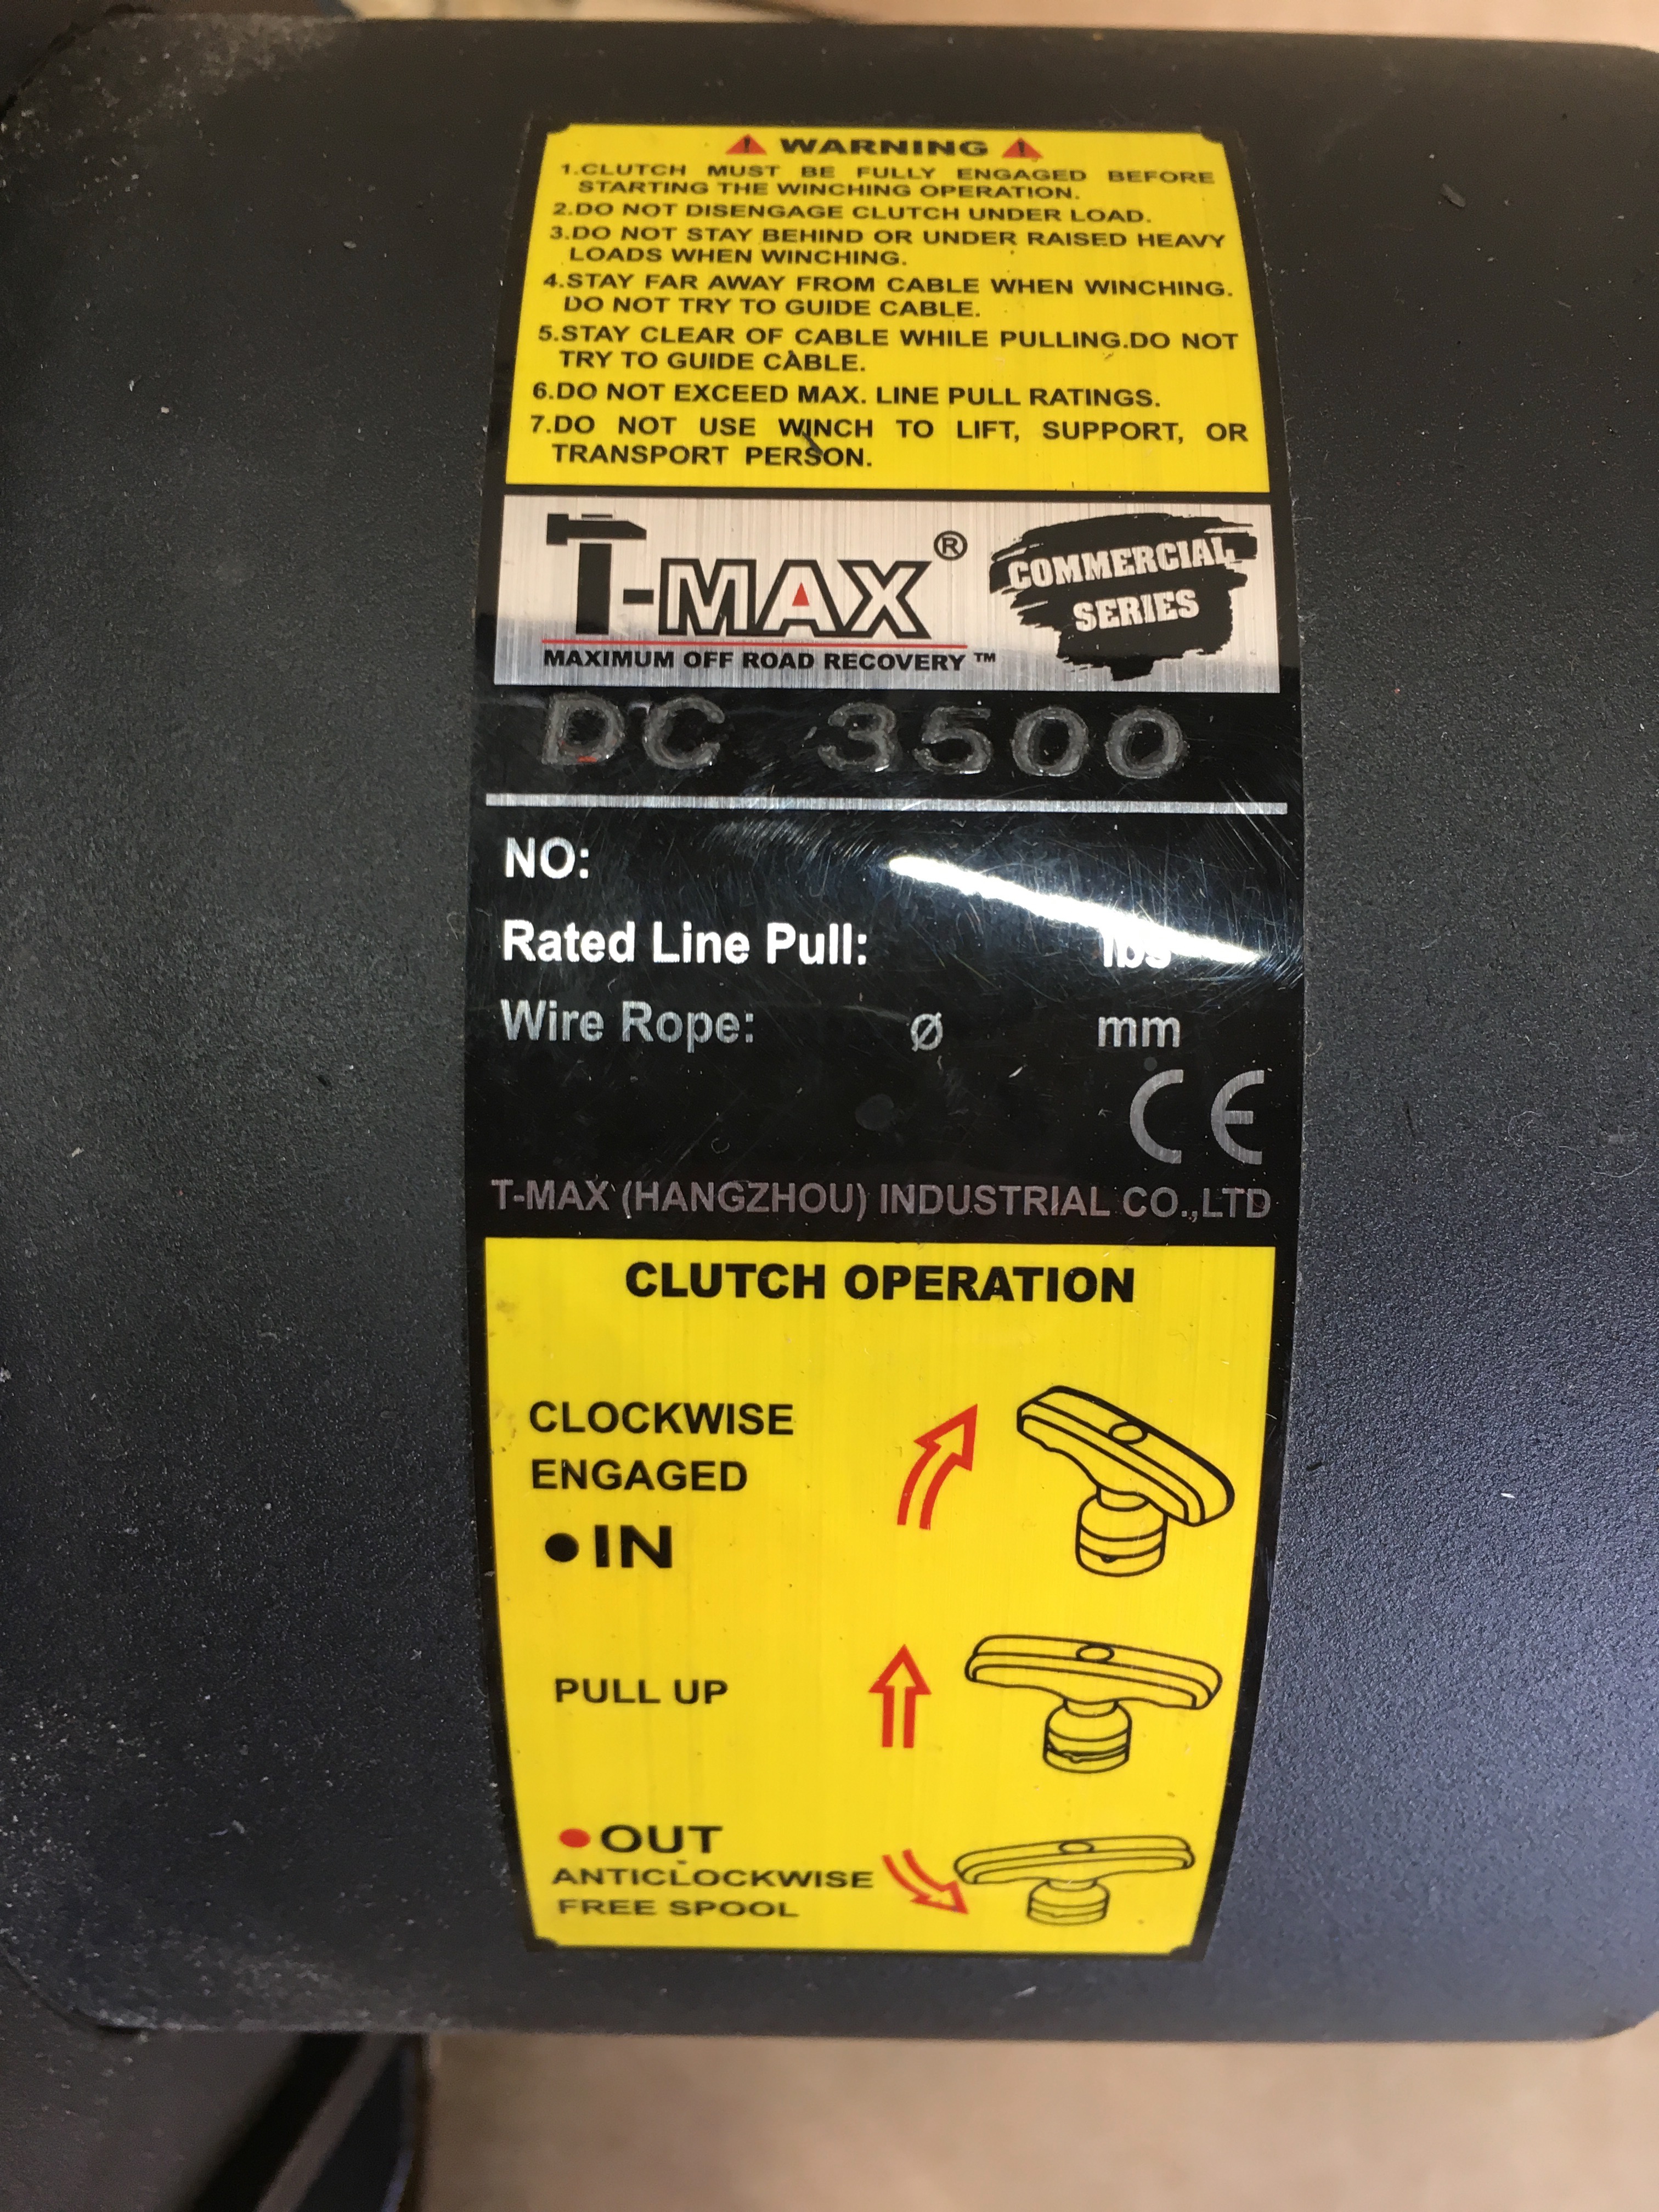 WARNING
1.CLUTCH MUST BE FULLY ENGAGED BEFORE
STARTING THE WINCHING OPERATION.
2.DO NOT DISENGAGE CLUTCH UNDER LOAD.
3.DO NOT STAY BEHIND OR UNDER RAISED HEAVY
LOADS WHEN WINCHING.
4.STAY FAR AWAY FROM CABLE WHEN WINCHING.
DO NOT TRY TO GUIDE CABLE.
5.STAY CLEAR OF CABLE WHILE PULLING.DO NOT
TRY TO GUIDE CABLE.
6.DO NOT EXCEED MAX. LINE PULL RATINGS.
7.DO NOT USE WINCH TO LIFT, SUPPORT, OR
TRANSPORT PERSON.
T-MAX®
MAXIMUM OFF ROAD RECOVERY ™
COMMERCIAL
SERIES
DC 3500
NO:
Rated Line Pull: lbs
Wire Rope: Ø mm
CE
T-MAX (HANGZHOU) INDUSTRIAL CO.,LTD
CLUTCH OPERATION
CLOCKWISE
ENGAGED
●IN
PULL UP
●OUT
ANTICLOCKWISE
FREE SPOOL